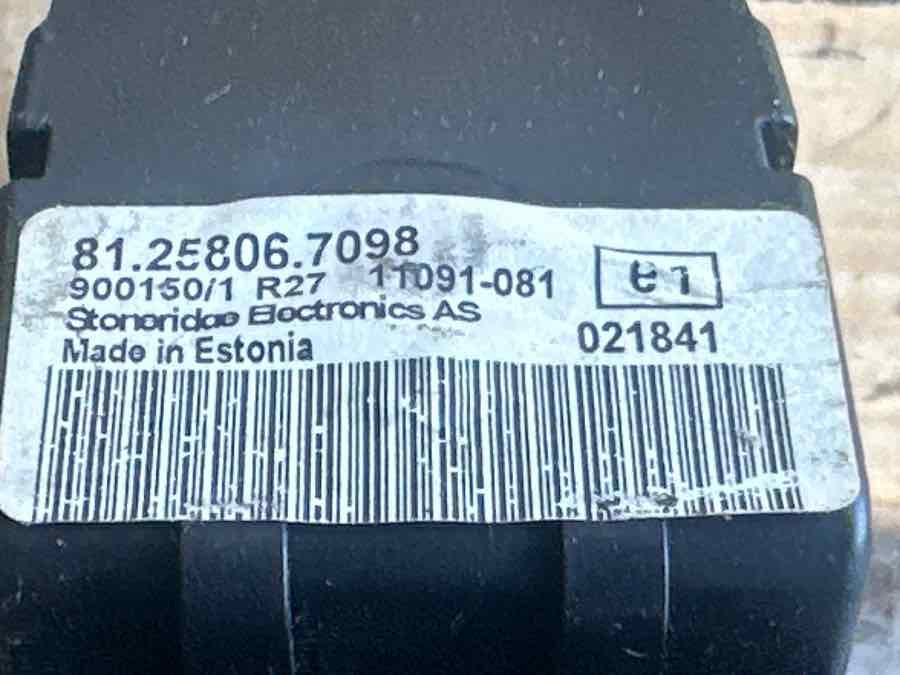 81.25806.7098
900150/1 R27 11091-081
e1
Stoneridge Electronics AS
021841
Made in Estonia